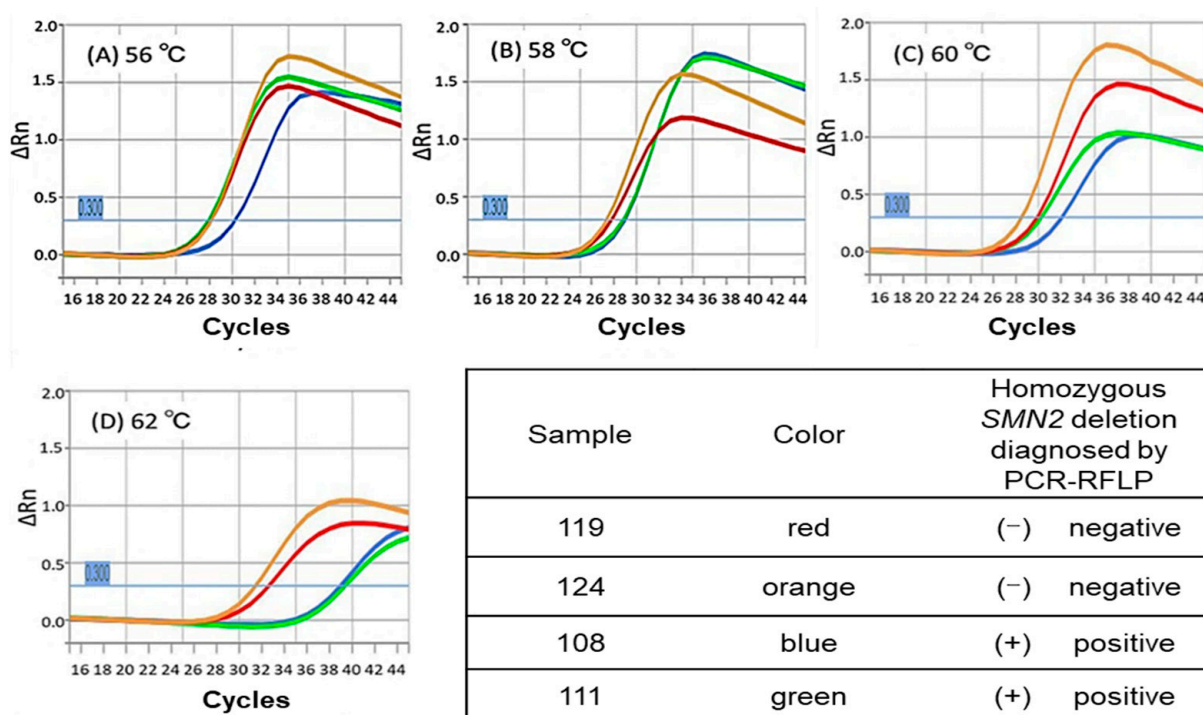 (A) 56 °C
2.0
1.5
1.0
0.5
0.0
ΔRn
0.300
16 18 20 22 24 26 28 30 32 34 36 38 40 42 44
Cycles
(B) 58 °C
2.0
1.5
1.0
0.5
0.0
ΔRn
0.300
16 18 20 22 24 26 28 30 32 34 36 38 40 42 44
Cycles
(C) 60 °C
2.0
1.5
1.0
0.5
0.0
ΔRn
0.300
16 18 20 22 24 26 28 30 32 34 36 38 40 42 44
Cycles
(D) 62 °C
2.0
1.5
1.0
0.5
0.0
ΔRn
0.300
16 18 20 22 24 26 28 30 32 34 36 38 40 42 44
Cycles
Sample Color Homozygous
SMN2 deletion
diagnosed by
PCR-RFLP
119 red (−) negative
124 orange (−) negative
108 blue (+) positive
111 green (+) positive